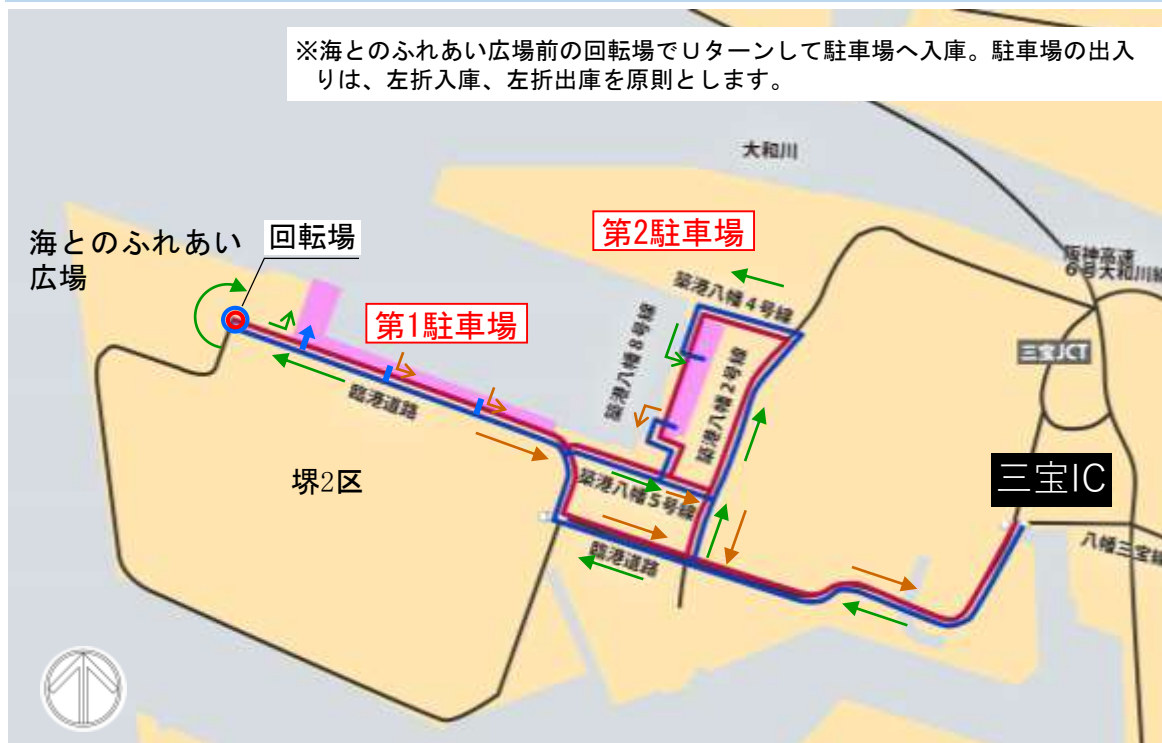 ※海とのふれあい広場前の回転場でUターンして駐車場へ入庫。駐車場の出入
りは、左折入庫、左折出庫を原則とします。
大和川
第2駐車場
海とのふれあい
広場
回転場
阪神高速
6号大和川線
築港八幡4号線
第1駐車場
築港八幡8号線
築港八幡2号線
三宝JCT
臨港道路
堺2区
築港八幡5号線
三宝IC
八幡三宝線
臨港道路